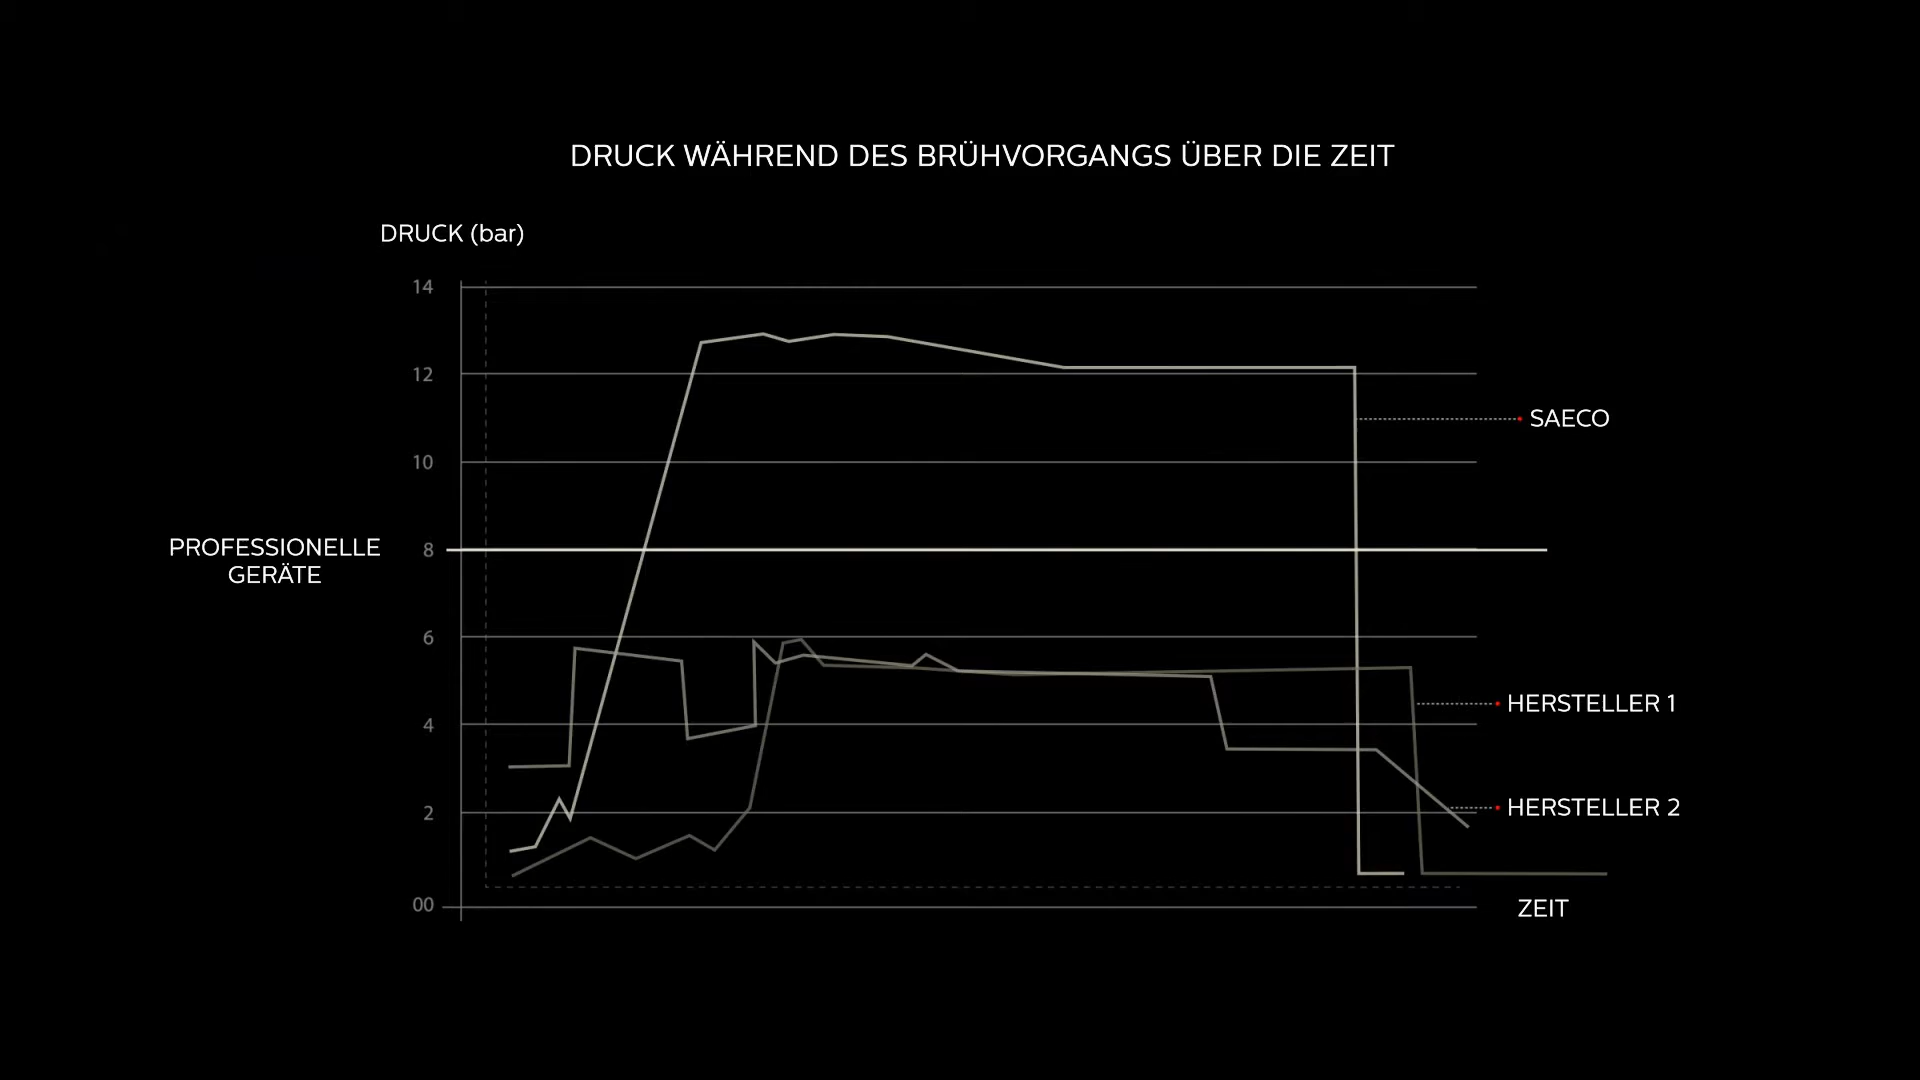 DRUCK WÄHREND DES BRÜHVORGANGS ÜBER DIE ZEIT
DRUCK (bar)
14
12
SAECO
10
PROFESSIONELLE
GERÄTE
8
6
HERSTELLER 1
4
HERSTELLER 2
2
00
ZEIT